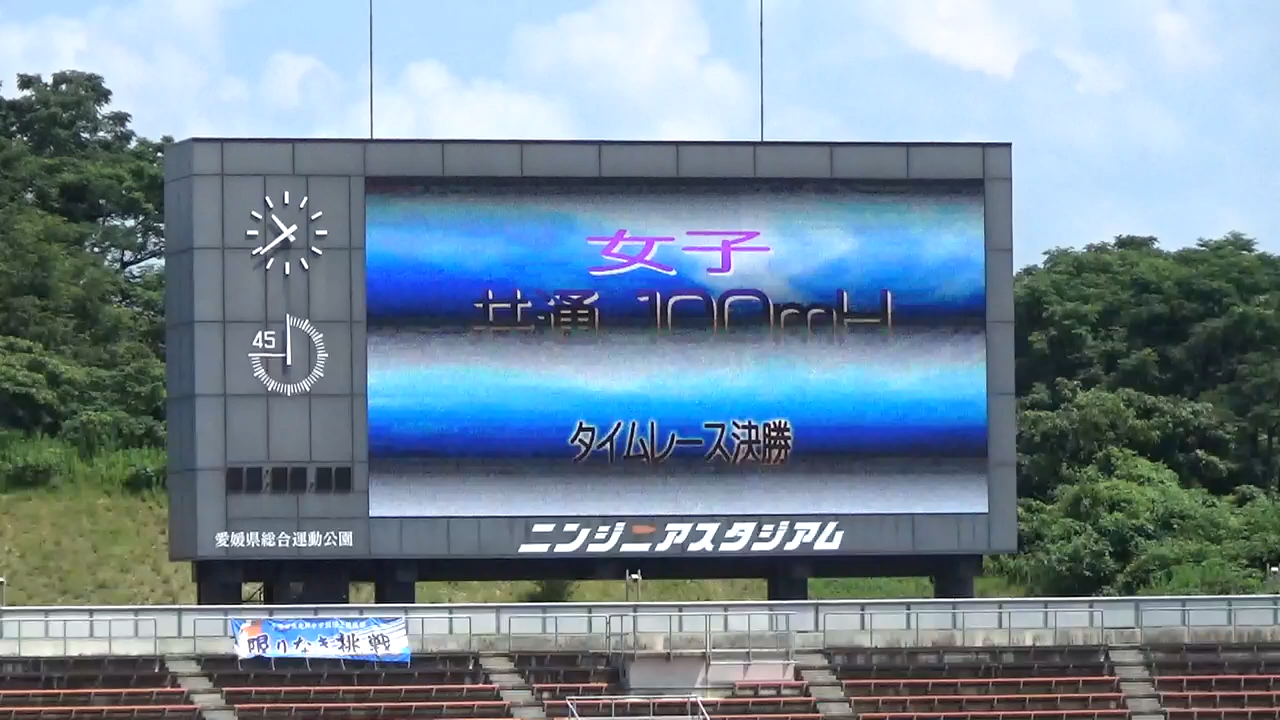 女子
共通 100mH
タイムレース決勝
45
愛媛県総合運動公園
ニンジニアスタジアム
限りなき挑戦